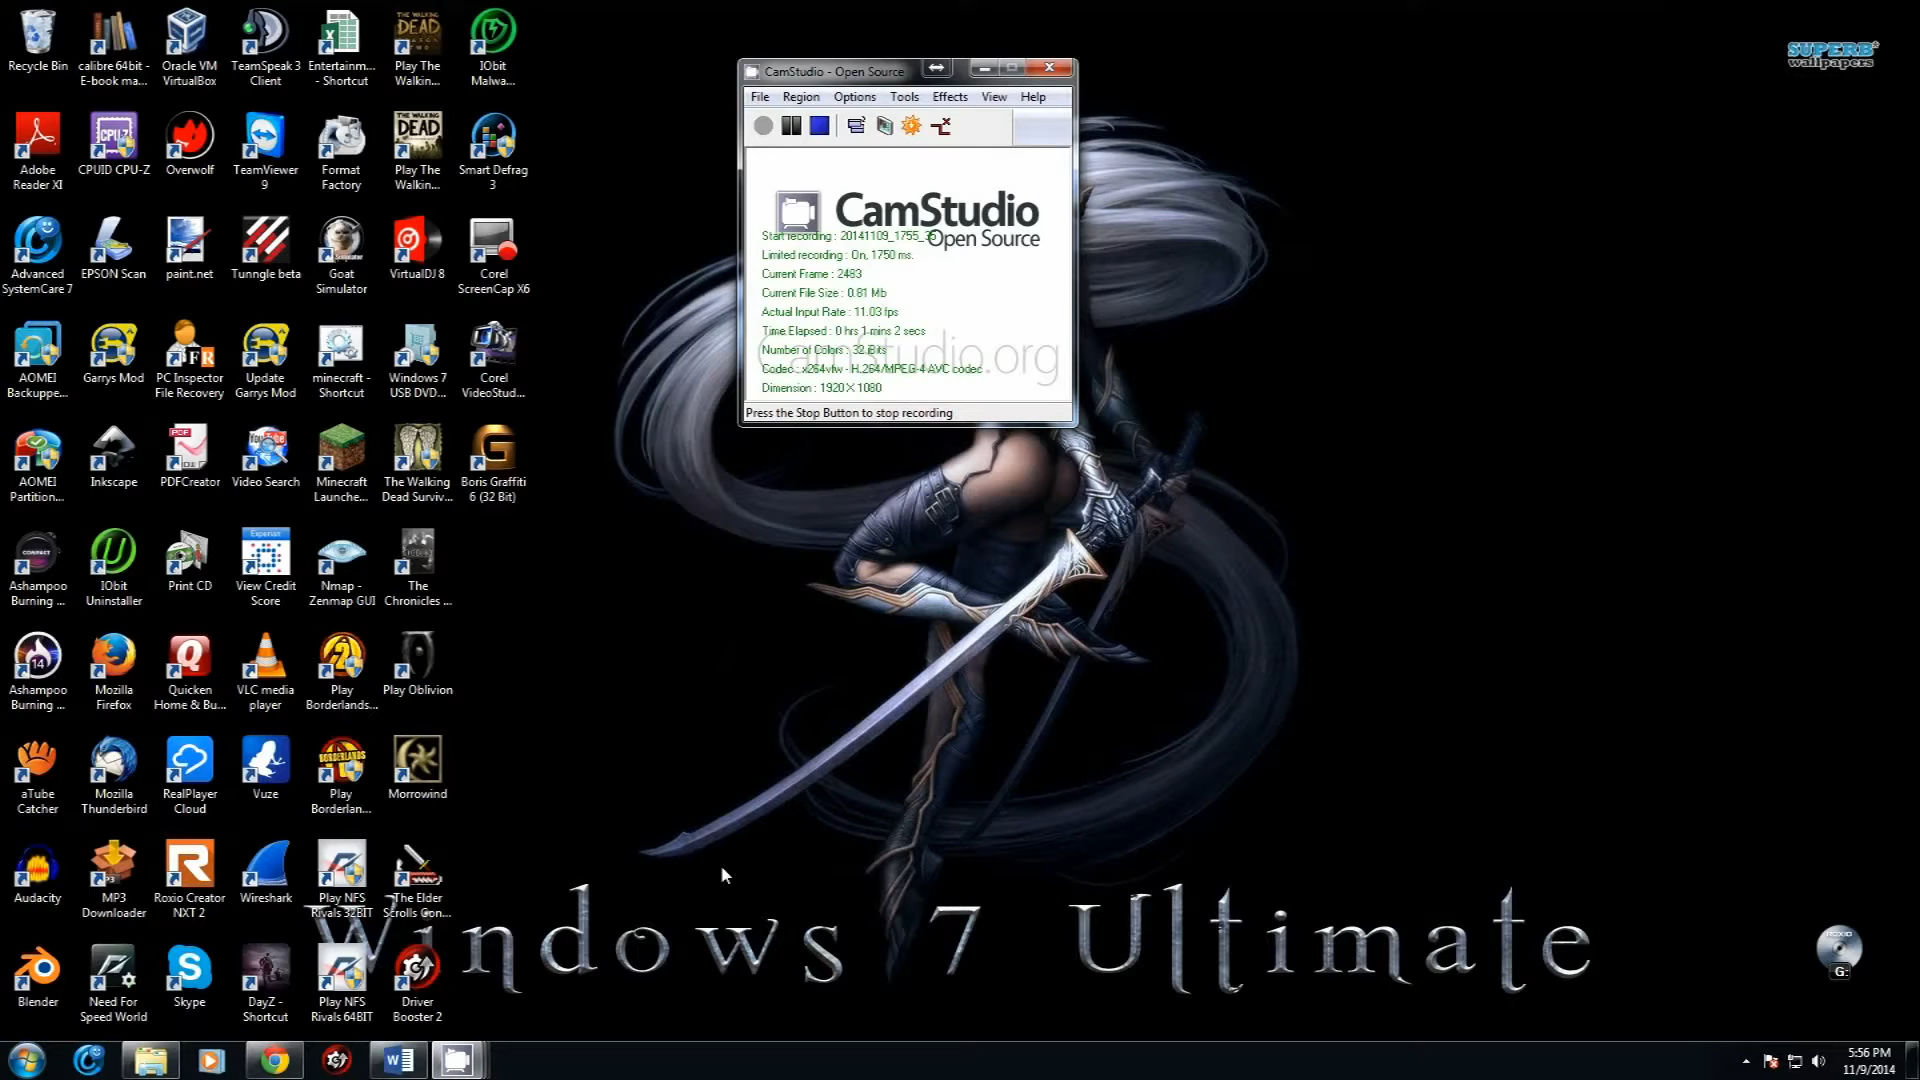 Recycle Bin
calibre 64bit -
E-book ma...
Oracle VM
VirtualBox
TeamSpeak 3
Client
Entertainm...
- Shortcut
Play The
Walkin...
IObit
Malwa...
Adobe
Reader XI
CPUID CPU-Z
Overwolf
TeamViewer
9
Format
Factory
Play The
Walkin...
Smart Defrag
3
Advanced
SystemCare 7
EPSON Scan
paint.net
Tunngle beta
Goat
Simulator
VirtualDJ 8
Corel
ScreenCap X6
AOMEI
Backuppe...
Garrys Mod
PC Inspector
File Recovery
Update
Garrys Mod
minecraft -
Shortcut
Windows 7
USB DVD...
Corel
VideoStud...
AOMEI
Partition...
Inkscape
PDFCreator
Video Search
Minecraft
Launche...
The Walking
Dead Surviv...
Boris Graffiti
6 (32 Bit)
Ashampoo
Burning ...
IObit
Uninstaller
Print CD
View Credit
Score
Nmap -
Zenmap GUI
The
Chronicles ...
Ashampoo
Burning ...
Mozilla
Firefox
Quicken
Home & Bu...
VLC media
player
Play
Borderlands...
Play Oblivion
aTube
Catcher
Mozilla
Thunderbird
RealPlayer
Cloud
Vuze
Play
Borderlan...
Morrowind
Audacity
MP3
Downloader
Roxio Creator
NXT 2
Wireshark
Play NFS
Rivals 32BIT
The Elder
Scrolls Con...
Blender
Need For
Speed World
Skype
DayZ -
Shortcut
Play NFS
Rivals 64BIT
Driver
Booster 2
CamStudio - Open Source
File Region Options Tools Effects View Help
CamStudio
Open Source
CamStudio.org
Start recording : 20141109_1755_35
Limited recording : On, 1750 ms.
Current Frame : 2483
Current File Size : 0.81 Mb
Actual Input Rate : 11.03 fps
Time Elapsed : 0 hrs 1 mins 2 secs
Number of Colors : 32 Bits
Codec : x264vfw - H.264/MPEG-4 AVC codec
Dimension : 1920X1080
Press the Stop Button to stop recording
SUPERB
wallpapers
Windows 7 Ultimate
G:
5:56 PM
11/9/2014